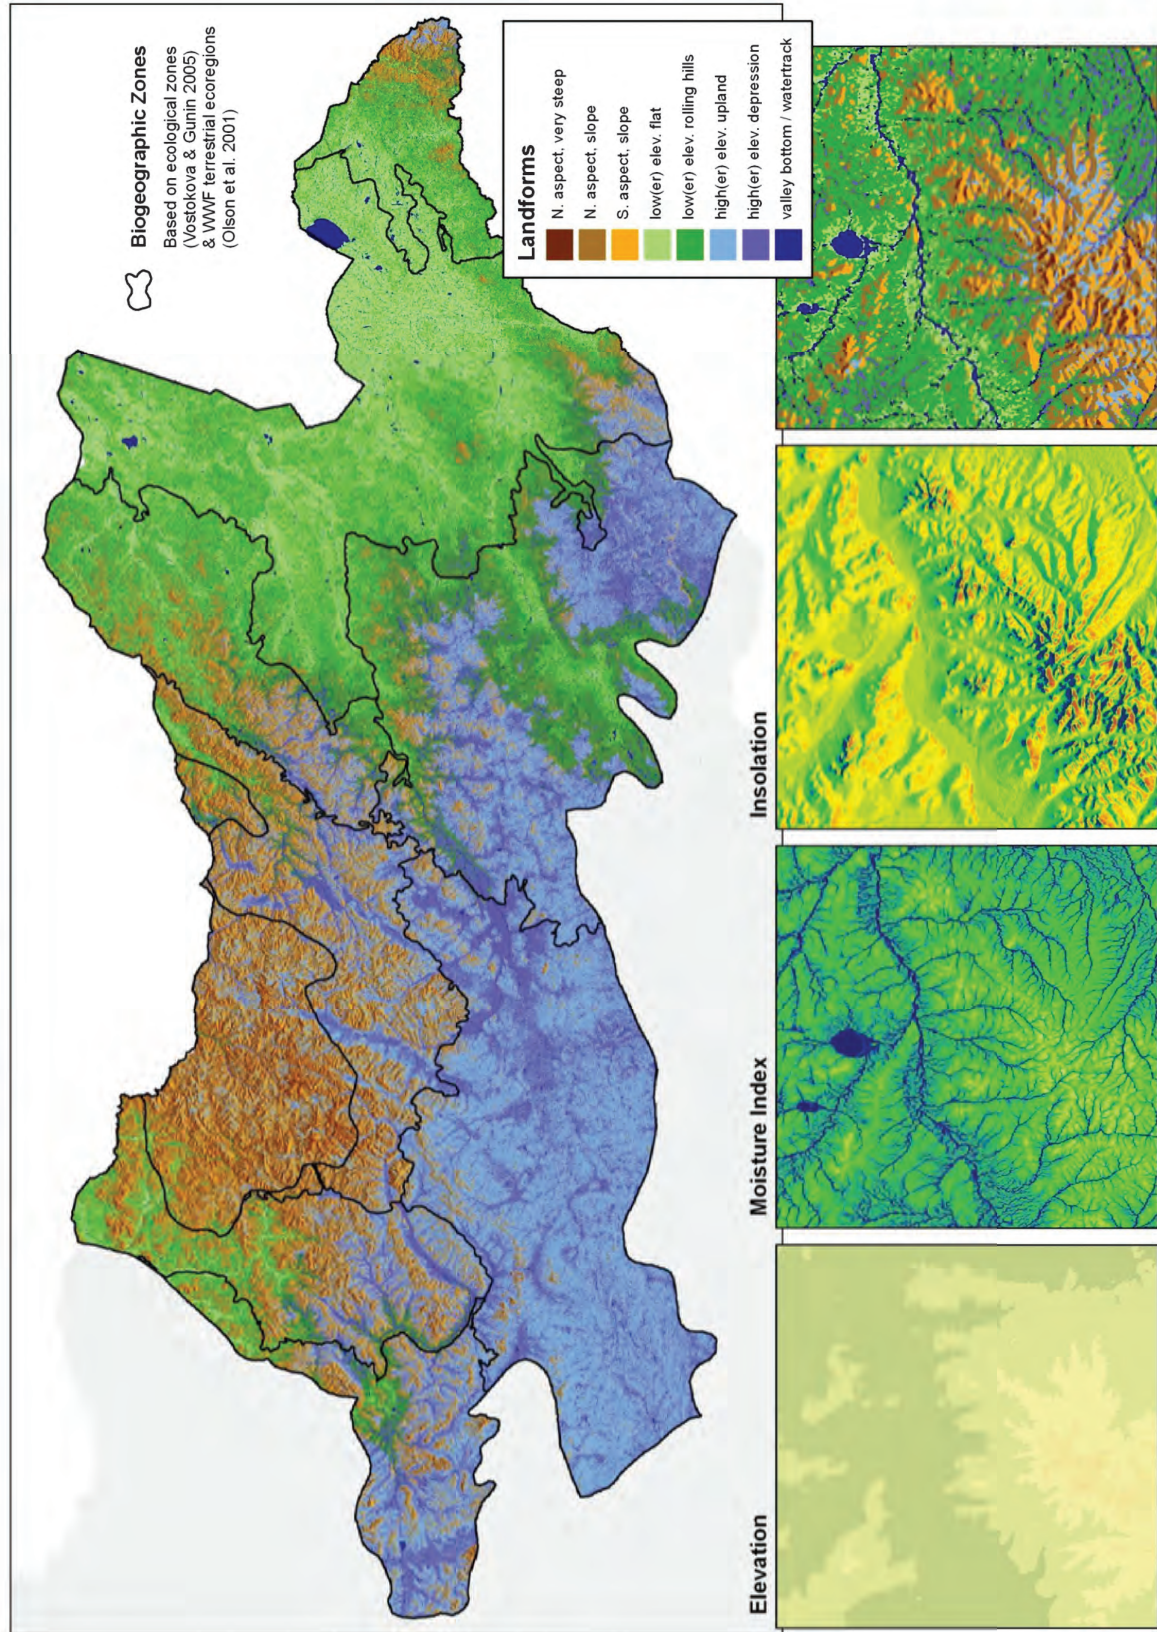 Biogeographic Zones
Based on ecological zones
(Vostokova & Gunin 2005)
& WWF terrestrial ecoregions
(Olson et al. 2001)
Landforms
N. aspect, very steep
N. aspect, slope
S. aspect, slope
low(er) elev. flat
low(er) elev. rolling hills
high(er) elev. upland
high(er) elev. depression
valley bottom / watertrack
Elevation
Moisture Index
Insolation